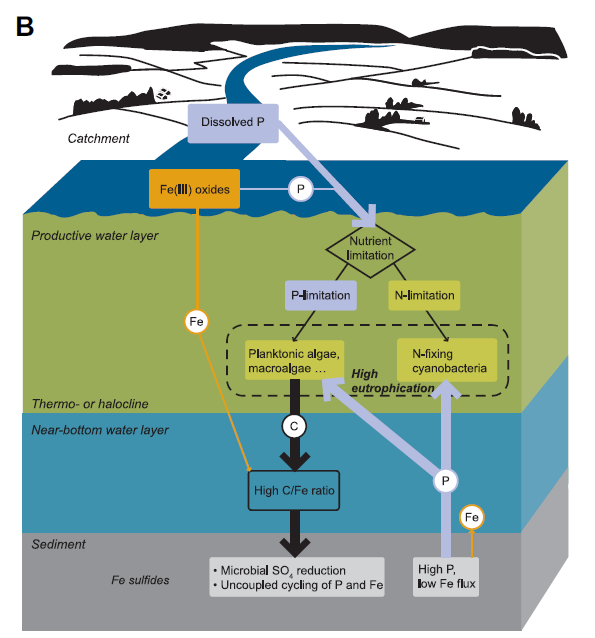 B
Dissolved P
Catchment
Fe(III) oxides
P
Productive water layer
Nutrient
limitation
P-limitation
N-limitation
Fe
Planktonic algae,
macroalgae ...
N-fixing
cyanobacteria
High
eutrophication
Thermo- or halocline
Near-bottom water layer
C
P
High C/Fe ratio
Fe
Sediment
Fe sulfides
• Microbial SO₄ reduction
• Uncoupled cycling of P and Fe
High P,
low Fe flux